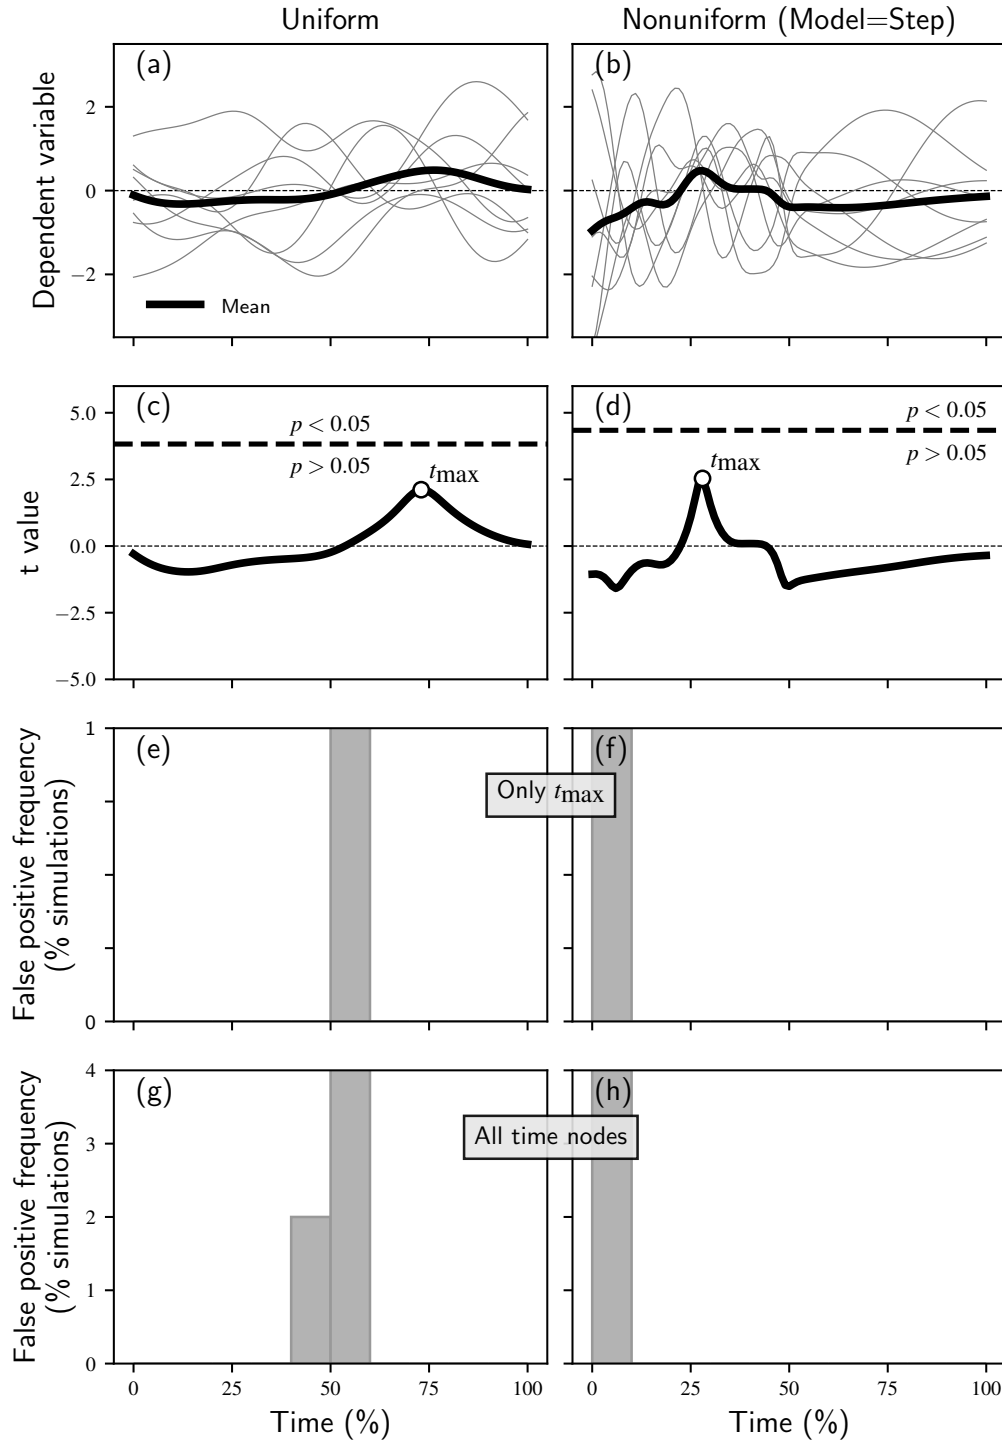 Uniform
Nonuniform (Model=Step)
(a)
(b)
Dependent variable
2
0
−2
Mean
(c)
(d)
t value
5.0
2.5
0.0
−2.5
−5.0
p < 0.05
p > 0.05
tmax
p < 0.05
p > 0.05
tmax
(e)
(f)
False positive frequency
(% simulations)
1
0
Only tmax
(g)
(h)
False positive frequency
(% simulations)
4
3
2
1
0
All time nodes
0 25 50 75 100
0 25 50 75 100
Time (%)
Time (%)